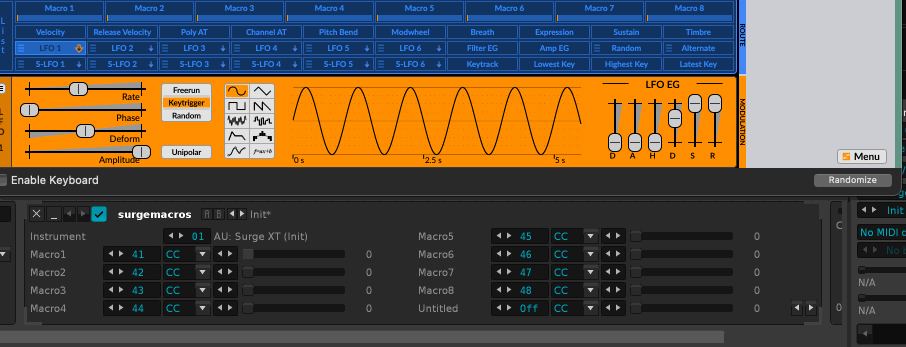 Macro 1 Macro 2 Macro 3 Macro 4 Macro 5 Macro 6 Macro 7 Macro 8
List
Velocity Release Velocity Poly AT Channel AT Pitch Bend Modwheel Breath Expression Sustain Timbre
ROUTE
LFO 1 LFO 2 LFO 3 LFO 4 LFO 5 LFO 6 Filter EG Amp EG Random Alternate
S-LFO 1 S-LFO 2 S-LFO 3 S-LFO 4 S-LFO 5 S-LFO 6 Keytrack Lowest Key Highest Key Latest Key
MODULATION
Rate
Phase
Deform
Amplitude
Freerun
Keytrigger
Random
Unipolar
f=ax+b
0 s 2.5 s 5 s
LFO EG
D A H D S R
Menu
Enable Keyboard
Randomize
surgemacros R B Init*
Instrument 01 AU: Surge XT (Init)
Macro1 41 CC 0
Macro2 42 CC 0
Macro3 43 CC 0
Macro4 44 CC 0
Macro5 45 CC 0
Macro6 46 CC 0
Macro7 47 CC 0
Macro8 48 CC 0
Untitled Off CC 0
Init
No MIDI
N/A
N/A